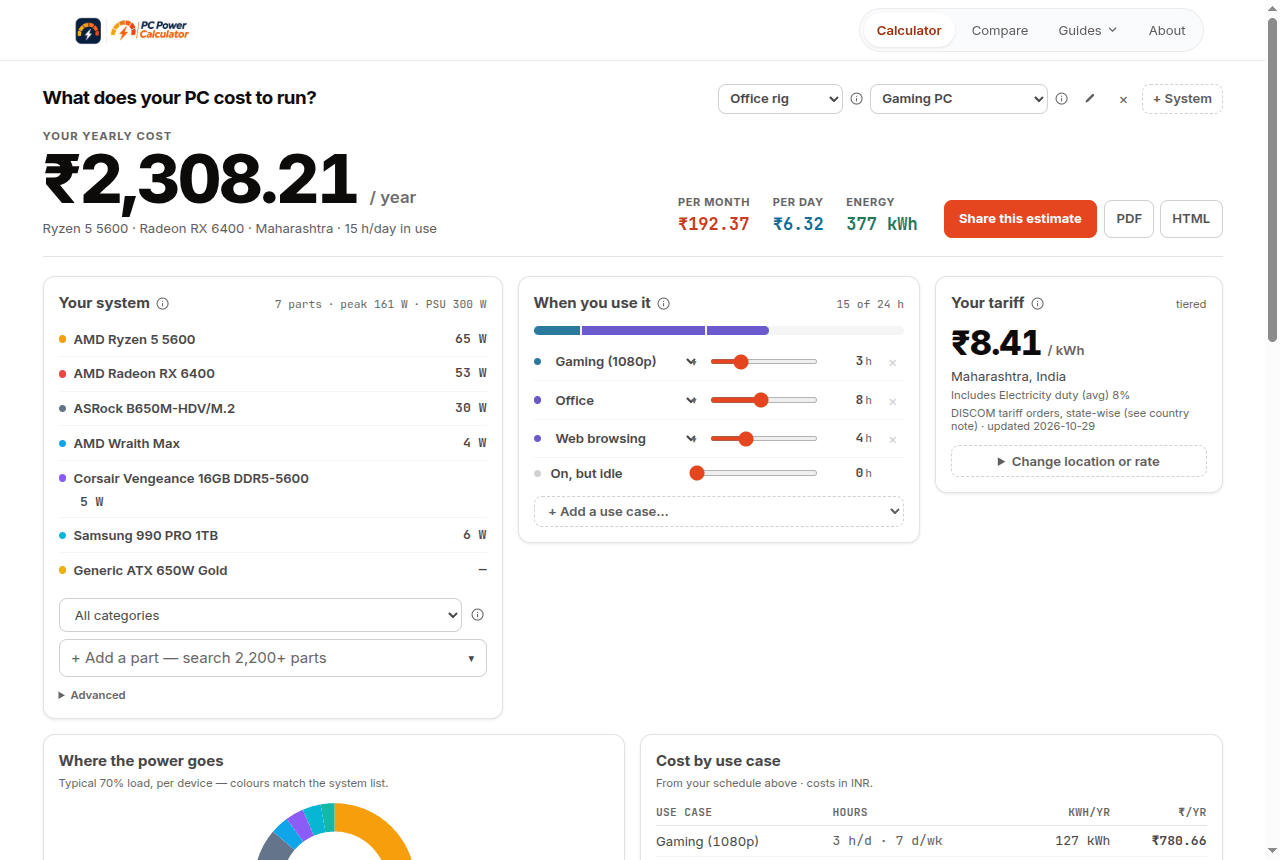 PC Power
Calculator
Calculator Compare Guides About
What does your PC cost to run?
Office rig Gaming PC + System
YOUR YEARLY COST
₹2,308.21 / year
Ryzen 5 5600 · Radeon RX 6400 · Maharashtra · 15 h/day in use
PER MONTH PER DAY ENERGY
₹192.37 ₹6.32 377 kWh
Share this estimate PDF HTML
Your system 7 parts · peak 161 W · PSU 300 W
AMD Ryzen 5 5600 65 W
AMD Radeon RX 6400 53 W
ASRock B650M-HDV/M.2 30 W
AMD Wraith Max 4 W
Corsair Vengeance 16GB DDR5-5600
5 W
Samsung 990 PRO 1TB 6 W
Generic ATX 650W Gold —
All categories
+ Add a part — search 2,200+ parts
Advanced
When you use it 15 of 24 h
Gaming (1080p) 3 h ×
Office 8 h ×
Web browsing 4 h ×
On, but idle 0 h
+ Add a use case...
Your tariff tiered
₹8.41 / kWh
Maharashtra, India
Includes Electricity duty (avg) 8%
DISCOM tariff orders, state-wise (see country
note) · updated 2026-10-29
Change location or rate
Where the power goes
Typical 70% load, per device — colours match the system list.
Cost by use case
From your schedule above · costs in INR.
USE CASE HOURS KWH/YR ₹/YR
Gaming (1080p) 3 h/d · 7 d/wk 127 kWh ₹780.66